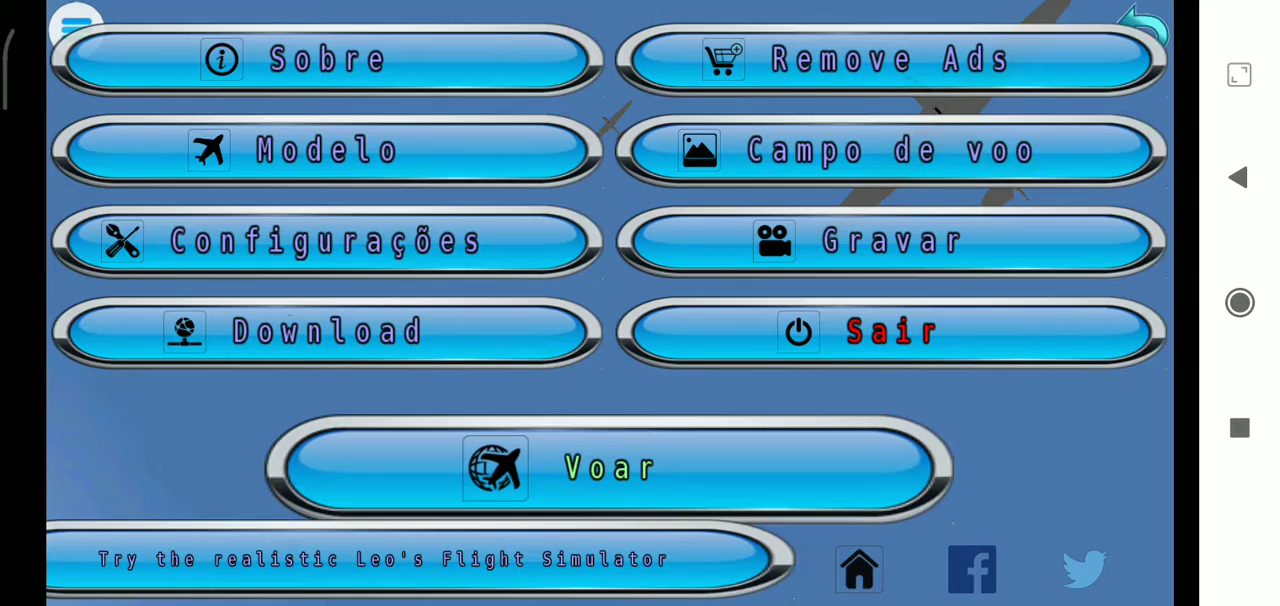 Sobre
Remove Ads
Modelo
Campo de voo
Configurações
Gravar
Download
Sair
Voar
Try the realistic Leo's Flight Simulator